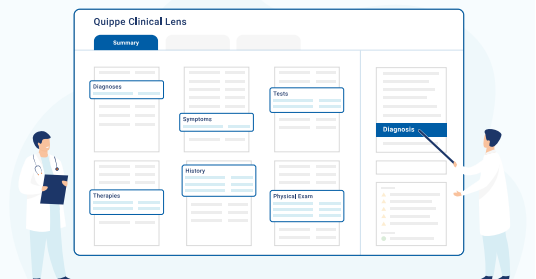 Quippe Clinical Lens
Summary
Diagnoses
Symptoms
Tests
Diagnosis
Therapies
History
Physical Exam